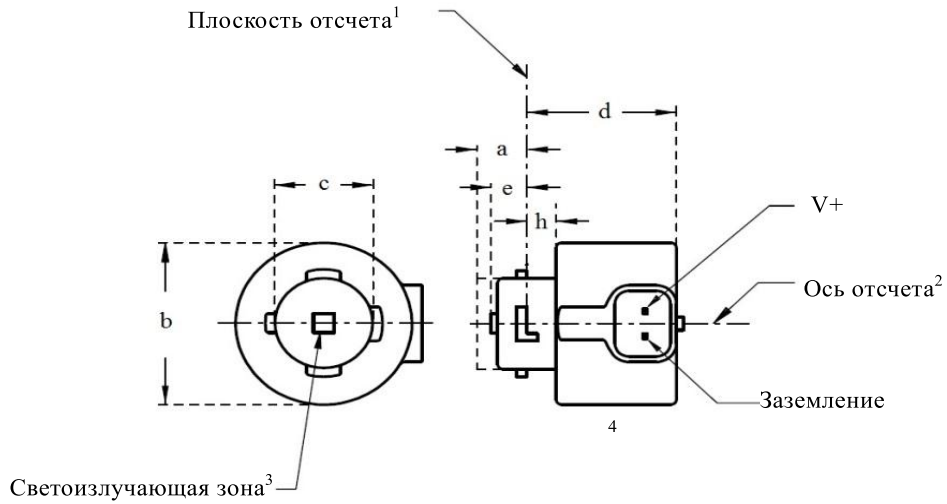 Плоскость отсчета1
d
a
c
e
h
V+
Ось отсчета2
b
Заземление
4
Светоизлучающая зона3